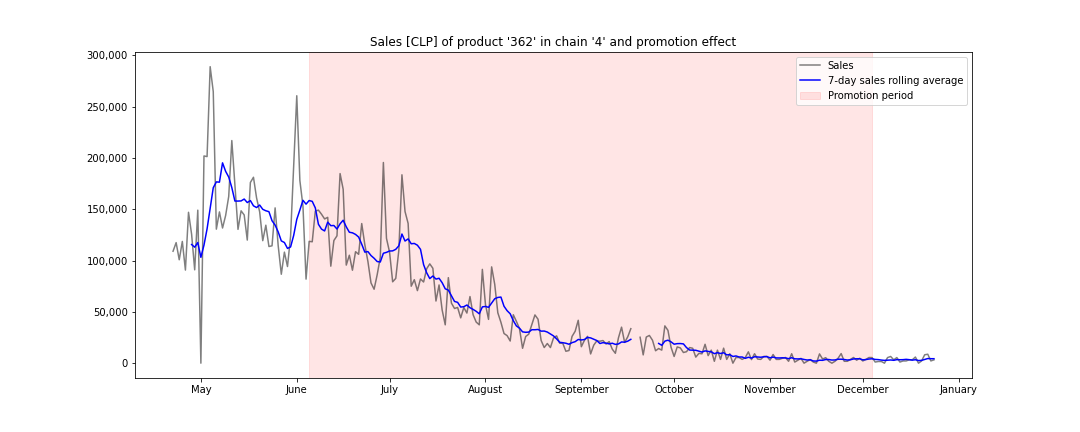 Sales [CLP] of product '362' in chain '4' and promotion effect
300,000
250,000
200,000
150,000
100,000
50,000
0
Sales
7-day sales rolling average
Promotion period
May June July August September October November December January